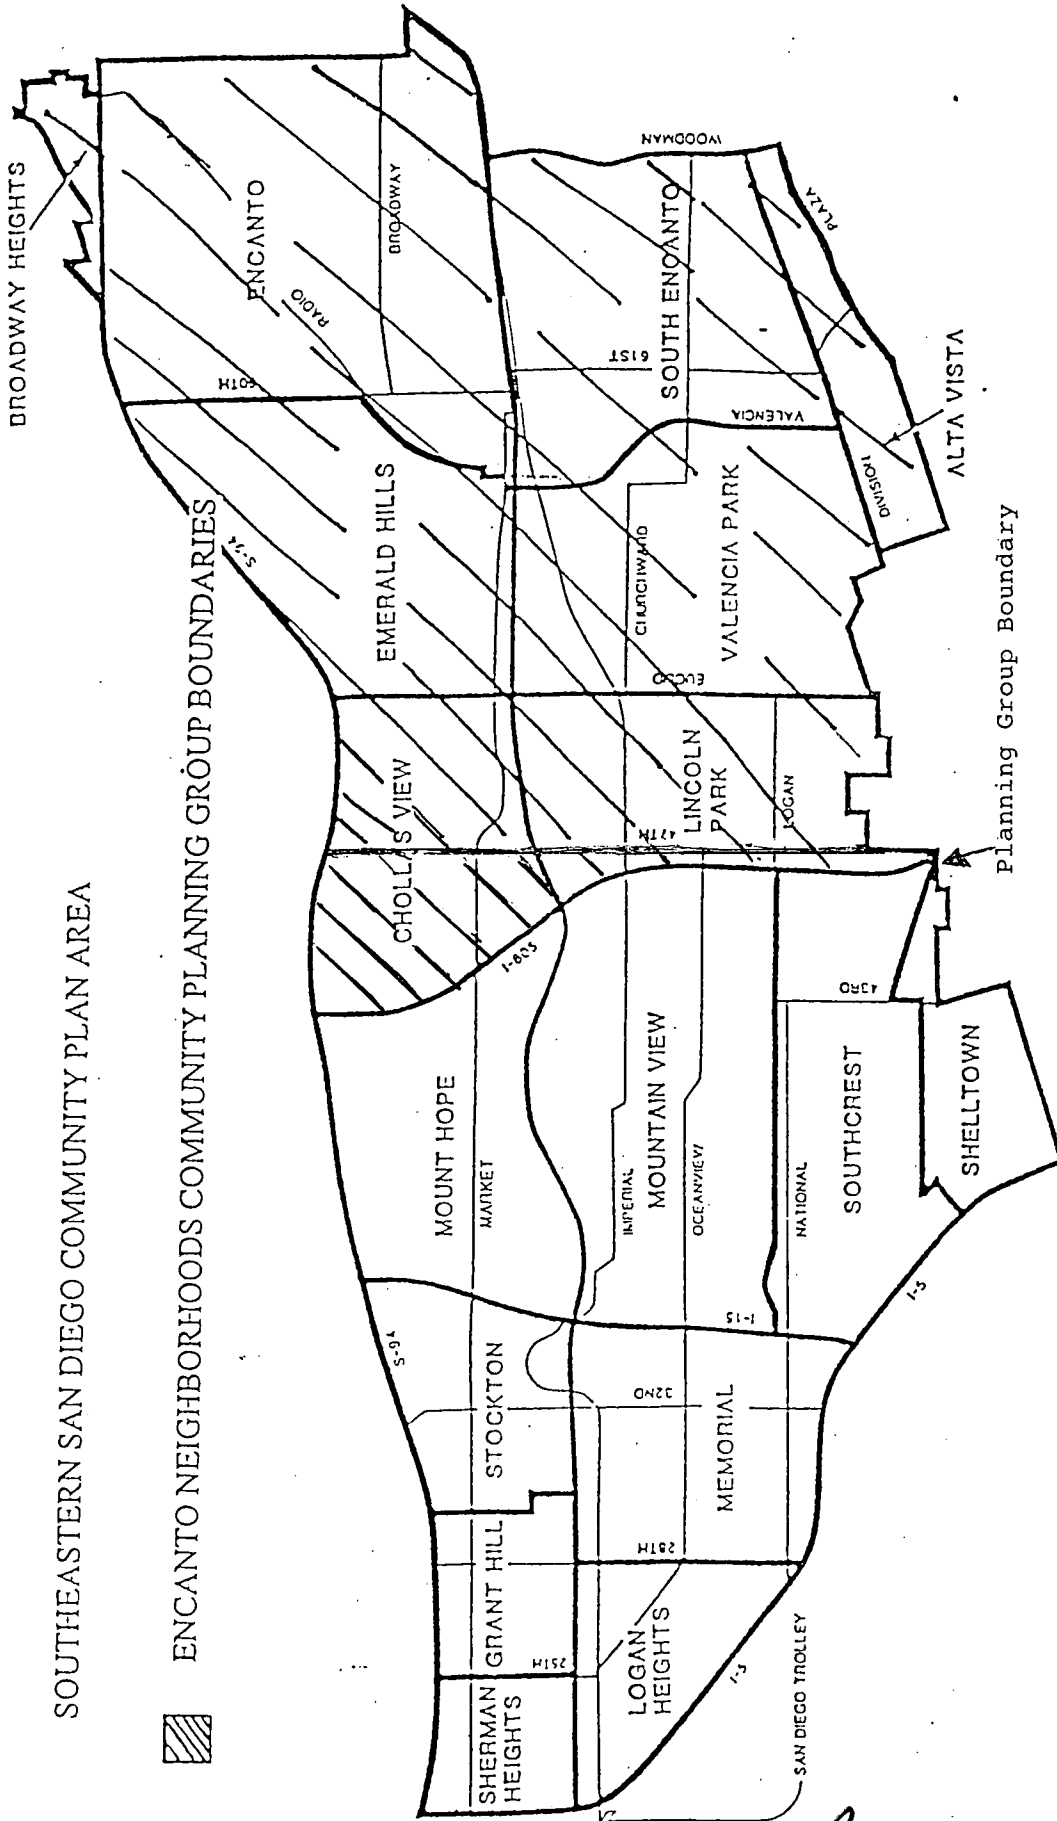 SOUTHEASTERN SAN DIEGO COMMUNITY PLAN AREA
ENCANTO NEIGHBORHOODS COMMUNITY PLANNING GROUP BOUNDARIES
BROADWAY HEIGHTS
ENCANTO
BROADWAY
RADIO
60TH
S-94
EMERALD HILLS
CHOLLAS VIEW
I-805
MOUNT HOPE
MARKET
S-94
STOCKTON
GRANT HILL
SHERMAN
HEIGHTS
25TH
WOODMAN
SOUTH ENCANTO
61ST
VALENCIA
PLAZA
DIVISION
ALTA VISTA
CHURCHWARD
VALENCIA PARK
EUCLID
LINCOLN
PARK
47TH
LOGAN
Planning Group Boundary
IMPERIAL
MOUNTAIN VIEW
OCEANVIEW
43RD
NATIONAL
SOUTHCREST
SHELLTOWN
I-15
I-5
32ND
MEMORIAL
28TH
LOGAN
HEIGHTS
I-5
SAN DIEGO TROLLEY